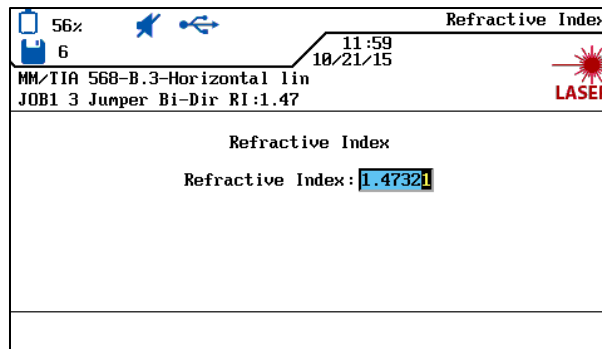 56%
Refractive Index
6
11:59
10/21/15
MM/TIA 568-B.3-Horizontal lin
JOB1 3 Jumper Bi-Dir RI:1.47
LASER
Refractive Index
Refractive Index:1.47321